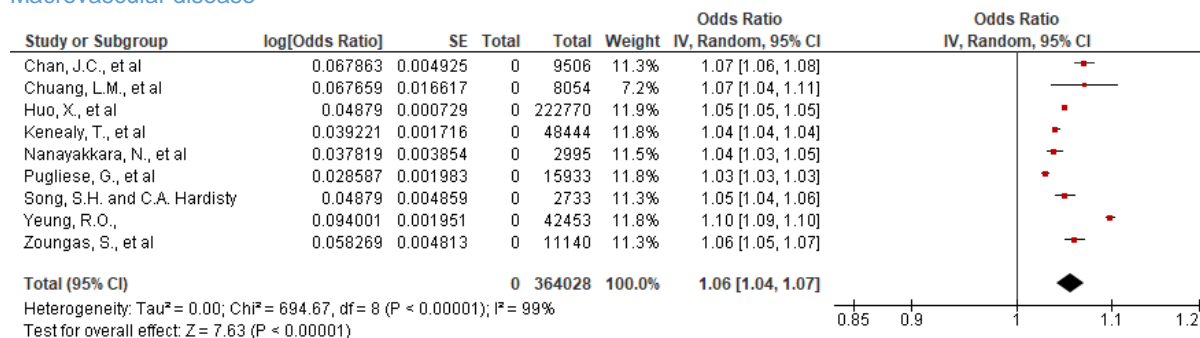 Macrovascular disease
Odds Ratio Odds Ratio
Study or Subgroup log[Odds Ratio] SE Total Total Weight IV, Random, 95% CI IV, Random, 95% CI
Chan, J.C., et al 0.067863 0.004925 0 9506 11.3% 1.07 [1.06, 1.08]
Chuang, L.M., et al 0.067659 0.016617 0 8054 7.2% 1.07 [1.04, 1.11]
Huo, X., et al 0.04879 0.000729 0 222770 11.9% 1.05 [1.05, 1.05]
Kenealy, T., et al 0.039221 0.001716 0 48444 11.8% 1.04 [1.04, 1.04]
Nanayakkara, N., et al 0.037819 0.003854 0 2995 11.5% 1.04 [1.03, 1.05]
Pugliese, G., et al 0.028587 0.001983 0 15933 11.8% 1.03 [1.03, 1.03]
Song, S.H. and C.A. Hardisty 0.04879 0.004859 0 2733 11.3% 1.05 [1.04, 1.06]
Yeung, R.O., 0.094001 0.001951 0 42453 11.8% 1.10 [1.09, 1.10]
Zoungas, S., et al 0.058269 0.004813 0 11140 11.3% 1.06 [1.05, 1.07]
Total (95% CI) 0 364028 100.0% 1.06 [1.04, 1.07]
Heterogeneity: Tau² = 0.00; Chi² = 694.67, df = 8 (P < 0.00001); I² = 99%
Test for overall effect: Z = 7.63 (P < 0.00001)
0.85 0.9 1 1.1 1.2